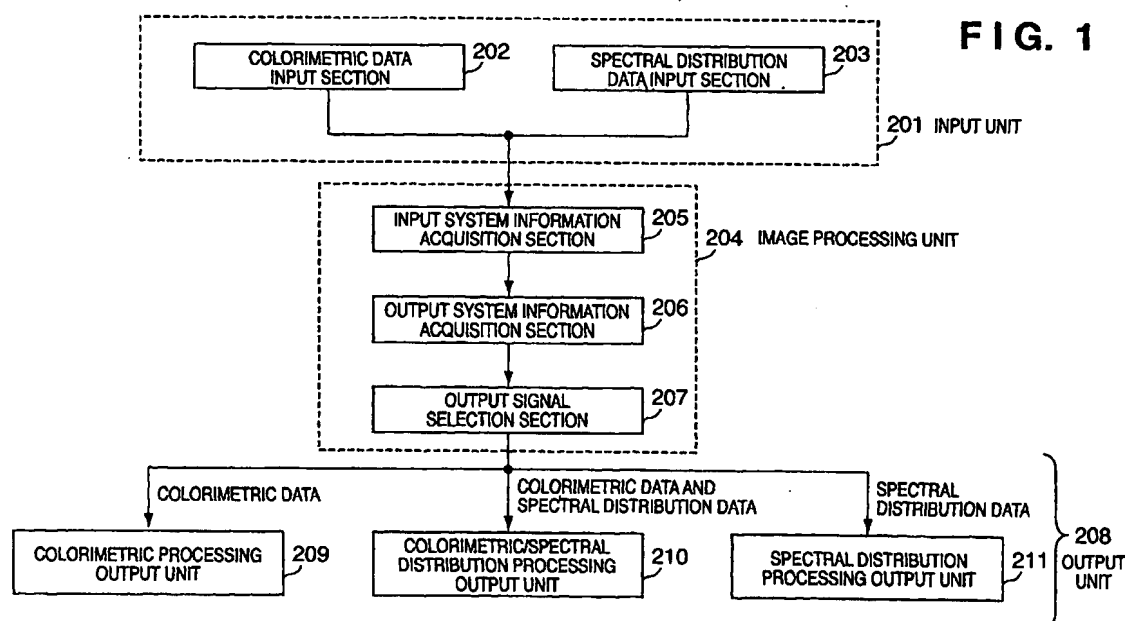 FIG. 1
COLORIMETRIC DATA
INPUT SECTION
202
SPECTRAL DISTRIBUTION
DATA INPUT SECTION
203
201 INPUT UNIT
INPUT SYSTEM INFORMATION
ACQUISITION SECTION
205
204 IMAGE PROCESSING UNIT
OUTPUT SYSTEM INFORMATION
ACQUISITION SECTION
206
OUTPUT SIGNAL
SELECTION SECTION
207
COLORIMETRIC DATA
COLORIMETRIC DATA AND
SPECTRAL DISTRIBUTION DATA
SPECTRAL
DISTRIBUTION DATA
208
OUTPUT
UNIT
COLORIMETRIC PROCESSING
OUTPUT UNIT
209
COLORIMETRIC/SPECTRAL
DISTRIBUTION PROCESSING
OUTPUT UNIT
210
SPECTRAL DISTRIBUTION
PROCESSING OUTPUT UNIT
211